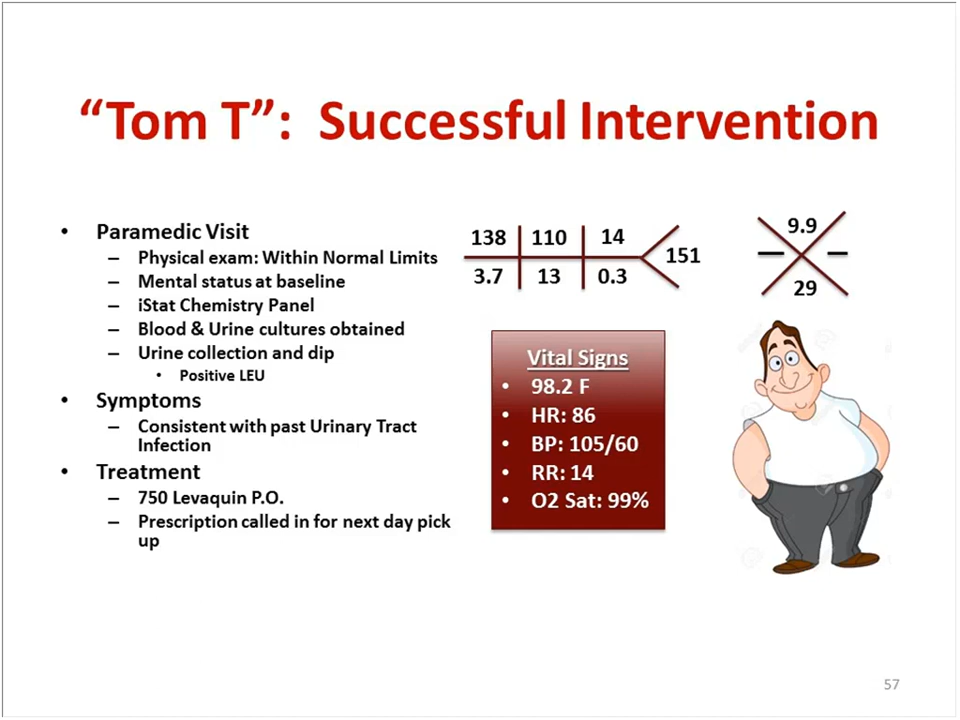 “Tom T”: Successful Intervention
• Paramedic Visit
– Physical exam: Within Normal Limits
– Mental status at baseline
– iStat Chemistry Panel
– Blood & Urine cultures obtained
– Urine collection and dip
• Positive LEU
• Symptoms
– Consistent with past Urinary Tract
Infection
• Treatment
– 750 Levaquin P.O.
– Prescription called in for next day pick
up
138 110 14
151
3.7 13 0.3
9.9
– –
29
Vital Signs
• 98.2 F
• HR: 86
• BP: 105/60
• RR: 14
• O2 Sat: 99%
57